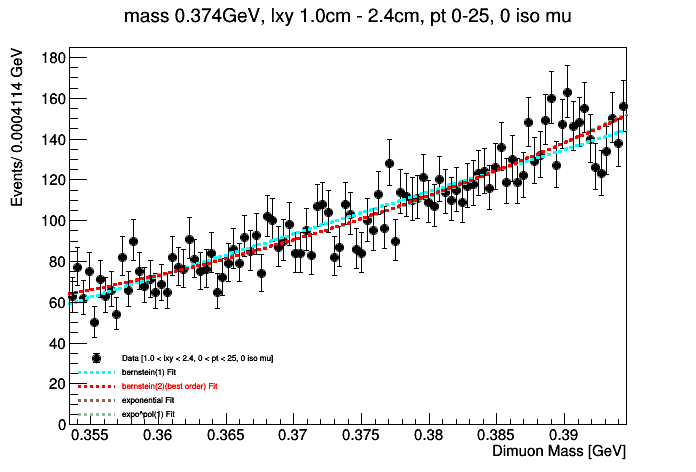 mass 0.374GeV, lxy 1.0cm - 2.4cm, pt 0-25, 0 iso mu
Events/ 0.0004114 GeV
180
160
140
120
100
80
60
40
20
0
Data [1.0 < lxy < 2.4, 0 < pt < 25, 0 iso mu]
bernstein(1) Fit
bernstein(2)(best order) Fit
exponential Fit
expo*pol(1) Fit
0.355 0.36 0.365 0.37 0.375 0.38 0.385 0.39
Dimuon Mass [GeV]